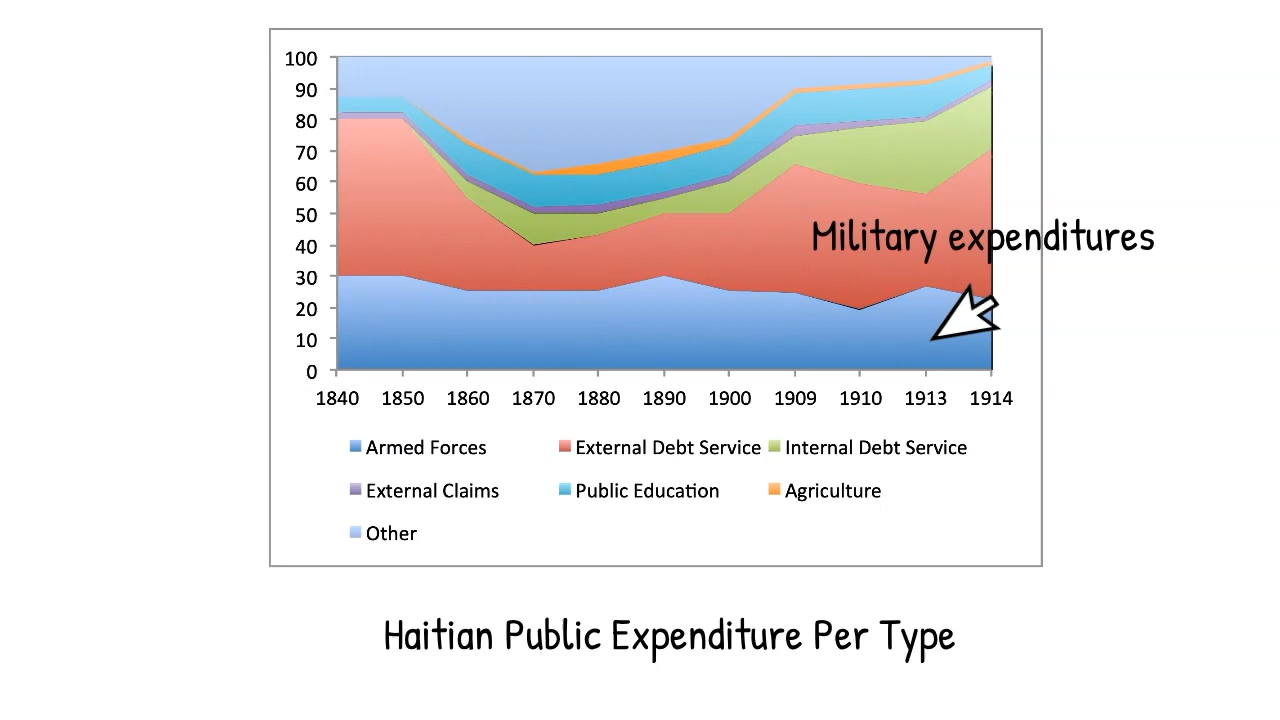 100
90
80
70
60
50
40
30
20
10
0
Military expenditures
1840 1850 1860 1870 1880 1890 1900 1909 1910 1913 1914
Armed Forces External Debt Service Internal Debt Service
External Claims Public Education Agriculture
Other
Haitian Public Expenditure Per Type